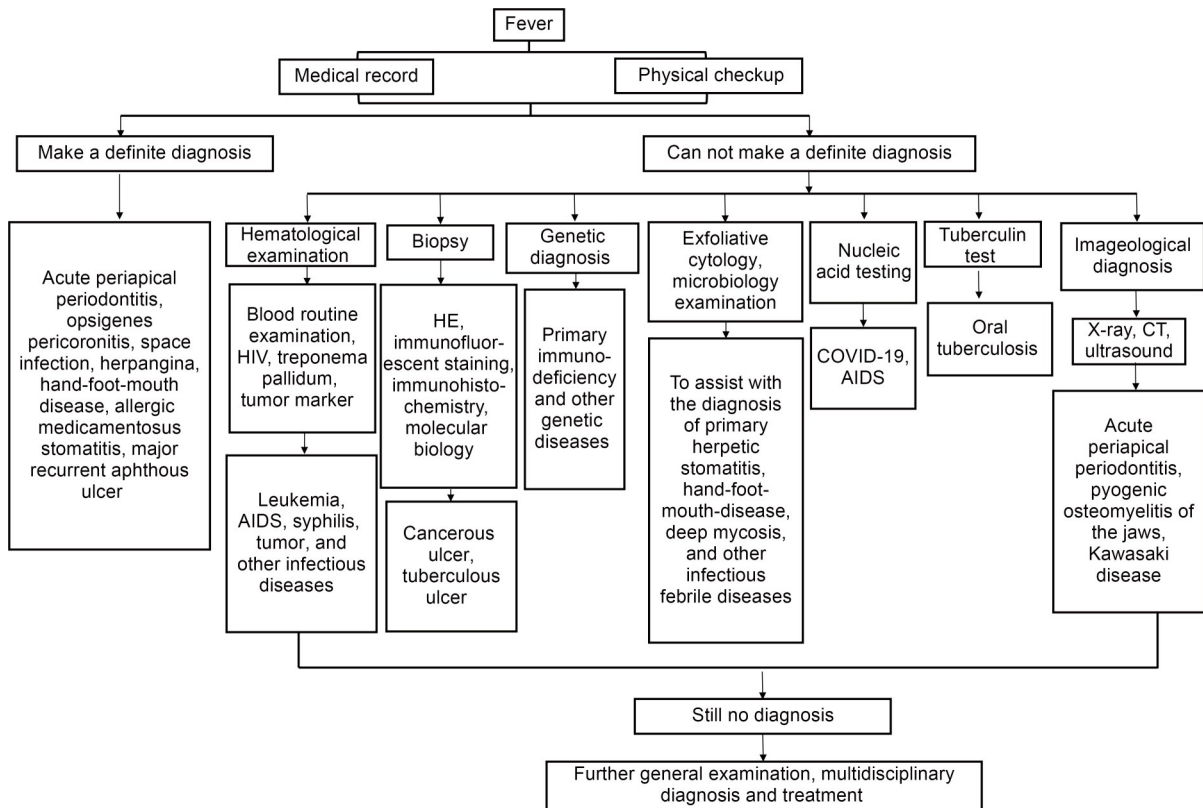 Fever
Medical record
Physical checkup
Make a definite diagnosis
Can not make a definite diagnosis
Acute periapical
periodontitis,
opsigenes
pericoronitis, space
infection, herpangina,
hand-foot-mouth
disease, allergic
medicamentosus
stomatitis, major
recurrent aphthous
ulcer
Hematological
examination
Blood routine
examination,
HIV, treponema
pallidum,
tumor marker
Leukemia,
AIDS, syphilis,
tumor, and
other infectious
diseases
Biopsy
HE,
immunofluor-
escent staining,
immunohisto-
chemistry,
molecular
biology
Cancerous
ulcer,
tuberculous
ulcer
Genetic
diagnosis
Primary
immuno-
deficiency
and other
genetic
diseases
Exfoliative
cytology,
microbiology
examination
To assist with
the diagnosis
of primary
herpetic
stomatitis,
hand-foot-
mouth-disease,
deep mycosis,
and other
infectious
febrile diseases
Nucleic
acid testing
COVID-19,
AIDS
Tuberculin
test
Oral
tuberculosis
Imageological
diagnosis
X-ray, CT,
ultrasound
Acute
periapical
periodontitis,
pyogenic
osteomyelitis
of the jaws,
Kawasaki
disease
Still no diagnosis
Further general examination, multidisciplinary
diagnosis and treatment